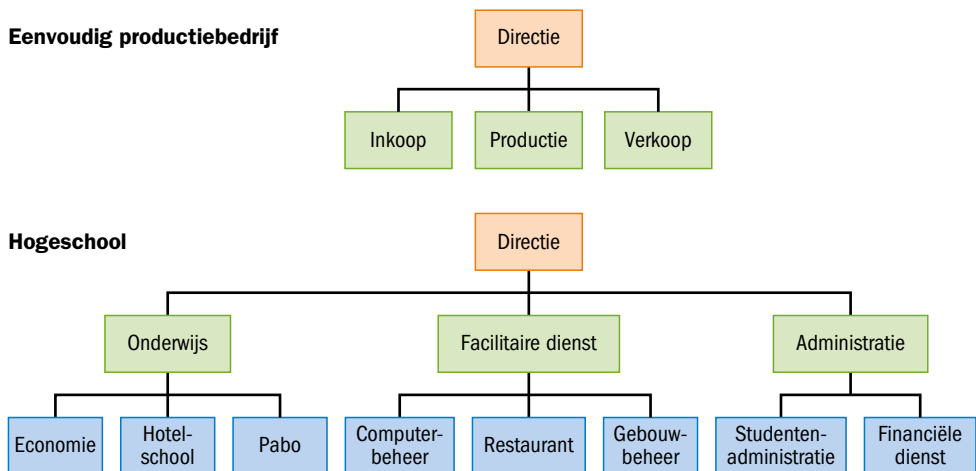 Eenvoudig productiebedrijf
Directie
Inkoop
Productie
Verkoop
Hogeschool
Directie
Onderwijs
Facilitaire dienst
Administratie
Economie
Hotel-
school
Pabo
Computer-
beheer
Restaurant
Gebouw-
beheer
Studenten-
administratie
Financiële
dienst